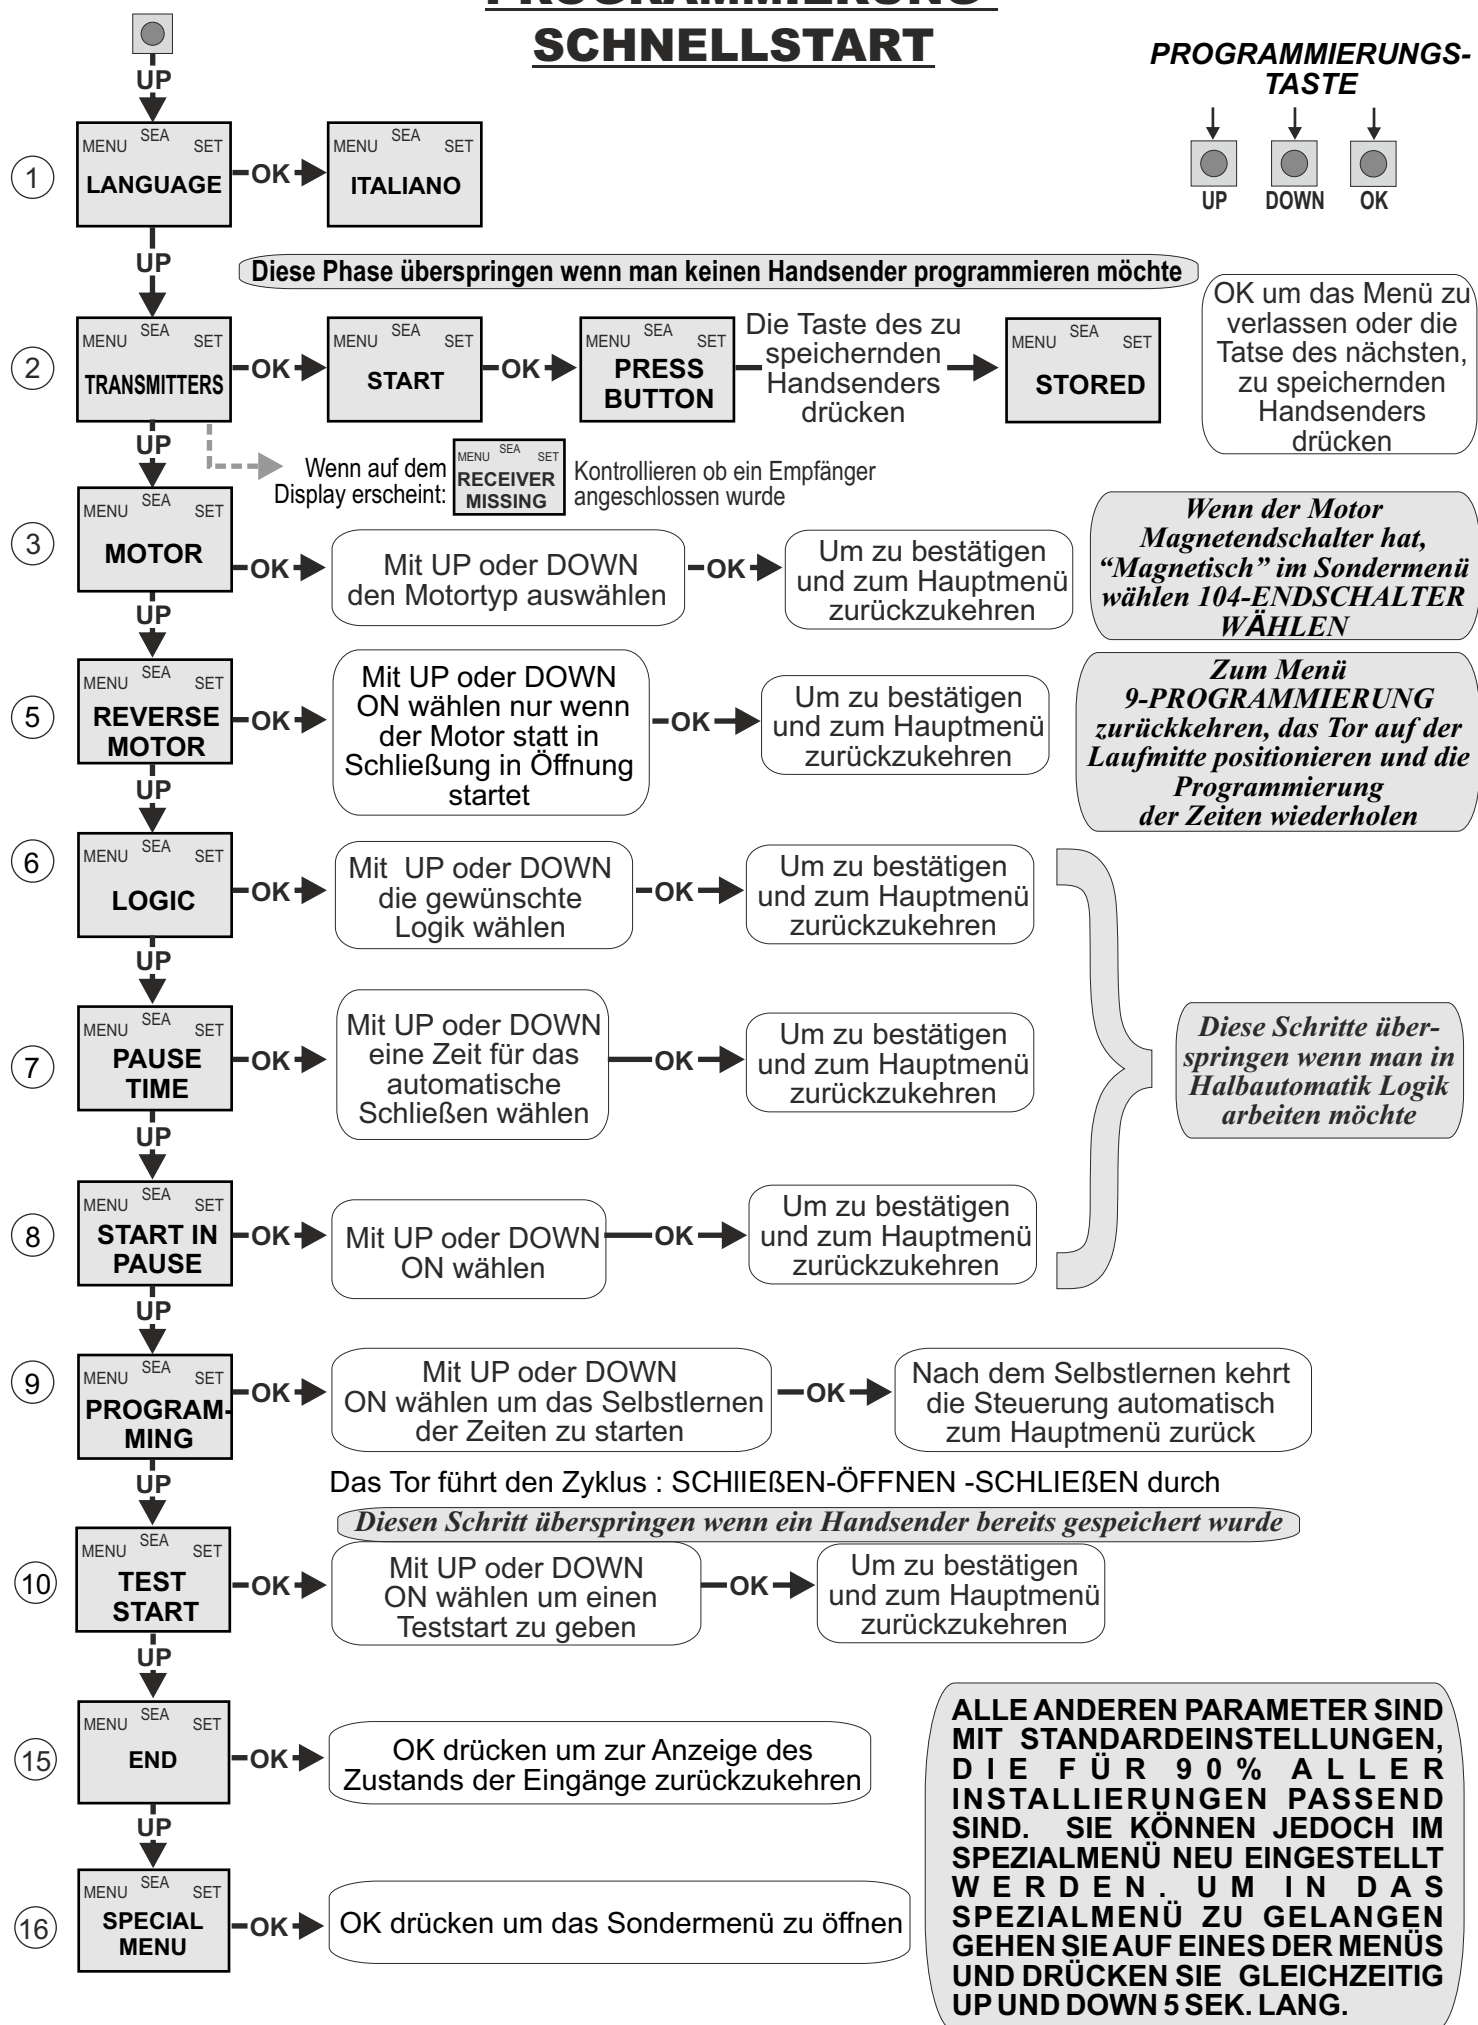 PROGRAMMIERUNG-
SCHNELLSTART
PROGRAMMIERUNGS-
TASTE
UP DOWN OK
UP
1
MENU SEA SET
LANGUAGE
OK
MENU SEA SET
ITALIANO
UP
Diese Phase überspringen wenn man keinen Handsender programmieren möchte
2
MENU SEA SET
TRANSMITTERS
OK
MENU SEA SET
START
OK
MENU SEA SET
PRESS
BUTTON
Die Taste des zu
speichernden
Handsenders
drücken
MENU SEA SET
STORED
OK um das Menü zu
verlassen oder die
Tatse des nächsten,
zu speichernden
Handsenders
drücken
UP
Wenn auf dem
Display erscheint:
MENU SEA SET
RECEIVER
MISSING
Kontrollieren ob ein Empfänger
angeschlossen wurde
3
MENU SEA SET
MOTOR
OK
Mit UP oder DOWN
den Motortyp auswählen
OK
Um zu bestätigen
und zum Hauptmenü
zurückzukehren
Wenn der Motor
Magnetendschalter hat,
“Magnetisch” im Sondermenü
wählen 104-ENDSCHALTER
WÄHLEN
UP
5
MENU SEA SET
REVERSE
MOTOR
OK
Mit UP oder DOWN
ON wählen nur wenn
der Motor statt in
Schließung in Öffnung
startet
OK
Um zu bestätigen
und zum Hauptmenü
zurückzukehren
Zum Menü
9-PROGRAMMIERUNG
zurückkehren, das Tor auf der
Laufmitte positionieren und die
Programmierung
der Zeiten wiederholen
UP
6
MENU SEA SET
LOGIC
OK
Mit UP oder DOWN
die gewünschte
Logik wählen
OK
Um zu bestätigen
und zum Hauptmenü
zurückzukehren
UP
7
MENU SEA SET
PAUSE
TIME
OK
Mit UP oder DOWN
eine Zeit für das
automatische
Schließen wählen
OK
Um zu bestätigen
und zum Hauptmenü
zurückzukehren
Diese Schritte über-
springen wenn man in
Halbautomatik Logik
arbeiten möchte
UP
8
MENU SEA SET
START IN
PAUSE
OK
Mit UP oder DOWN
ON wählen
OK
Um zu bestätigen
und zum Hauptmenü
zurückzukehren
UP
9
MENU SEA SET
PROGRAM-
MING
OK
Mit UP oder DOWN
ON wählen um das Selbstlernen
der Zeiten zu starten
OK
Nach dem Selbstlernen kehrt
die Steuerung automatisch
zum Hauptmenü zurück
UP
Das Tor führt den Zyklus : SCHIIEßEN-ÖFFNEN -SCHLIEßEN durch
Diesen Schritt überspringen wenn ein Handsender bereits gespeichert wurde
10
MENU SEA SET
TEST
START
OK
Mit UP oder DOWN
ON wählen um einen
Teststart zu geben
OK
Um zu bestätigen
und zum Hauptmenü
zurückzukehren
UP
15
MENU SEA SET
END
OK
OK drücken um zur Anzeige des
Zustands der Eingänge zurückzukehren
UP
16
MENU SEA SET
SPECIAL
MENU
OK
OK drücken um das Sondermenü zu öffnen
ALLE ANDEREN PARAMETER SIND
MIT STANDARDEINSTELLUNGEN,
DIE FÜR 90% ALLER
INSTALLIERUNGEN PASSEND
SIND. SIE KÖNNEN JEDOCH IM
SPEZIALMENÜ NEU EINGESTELLT
WERDEN. UM IN DAS
SPEZIALMENÜ ZU GELANGEN
GEHEN SIE AUF EINES DER MENÜS
UND DRÜCKEN SIE GLEICHZEITIG
UP UND DOWN 5 SEK. LANG.